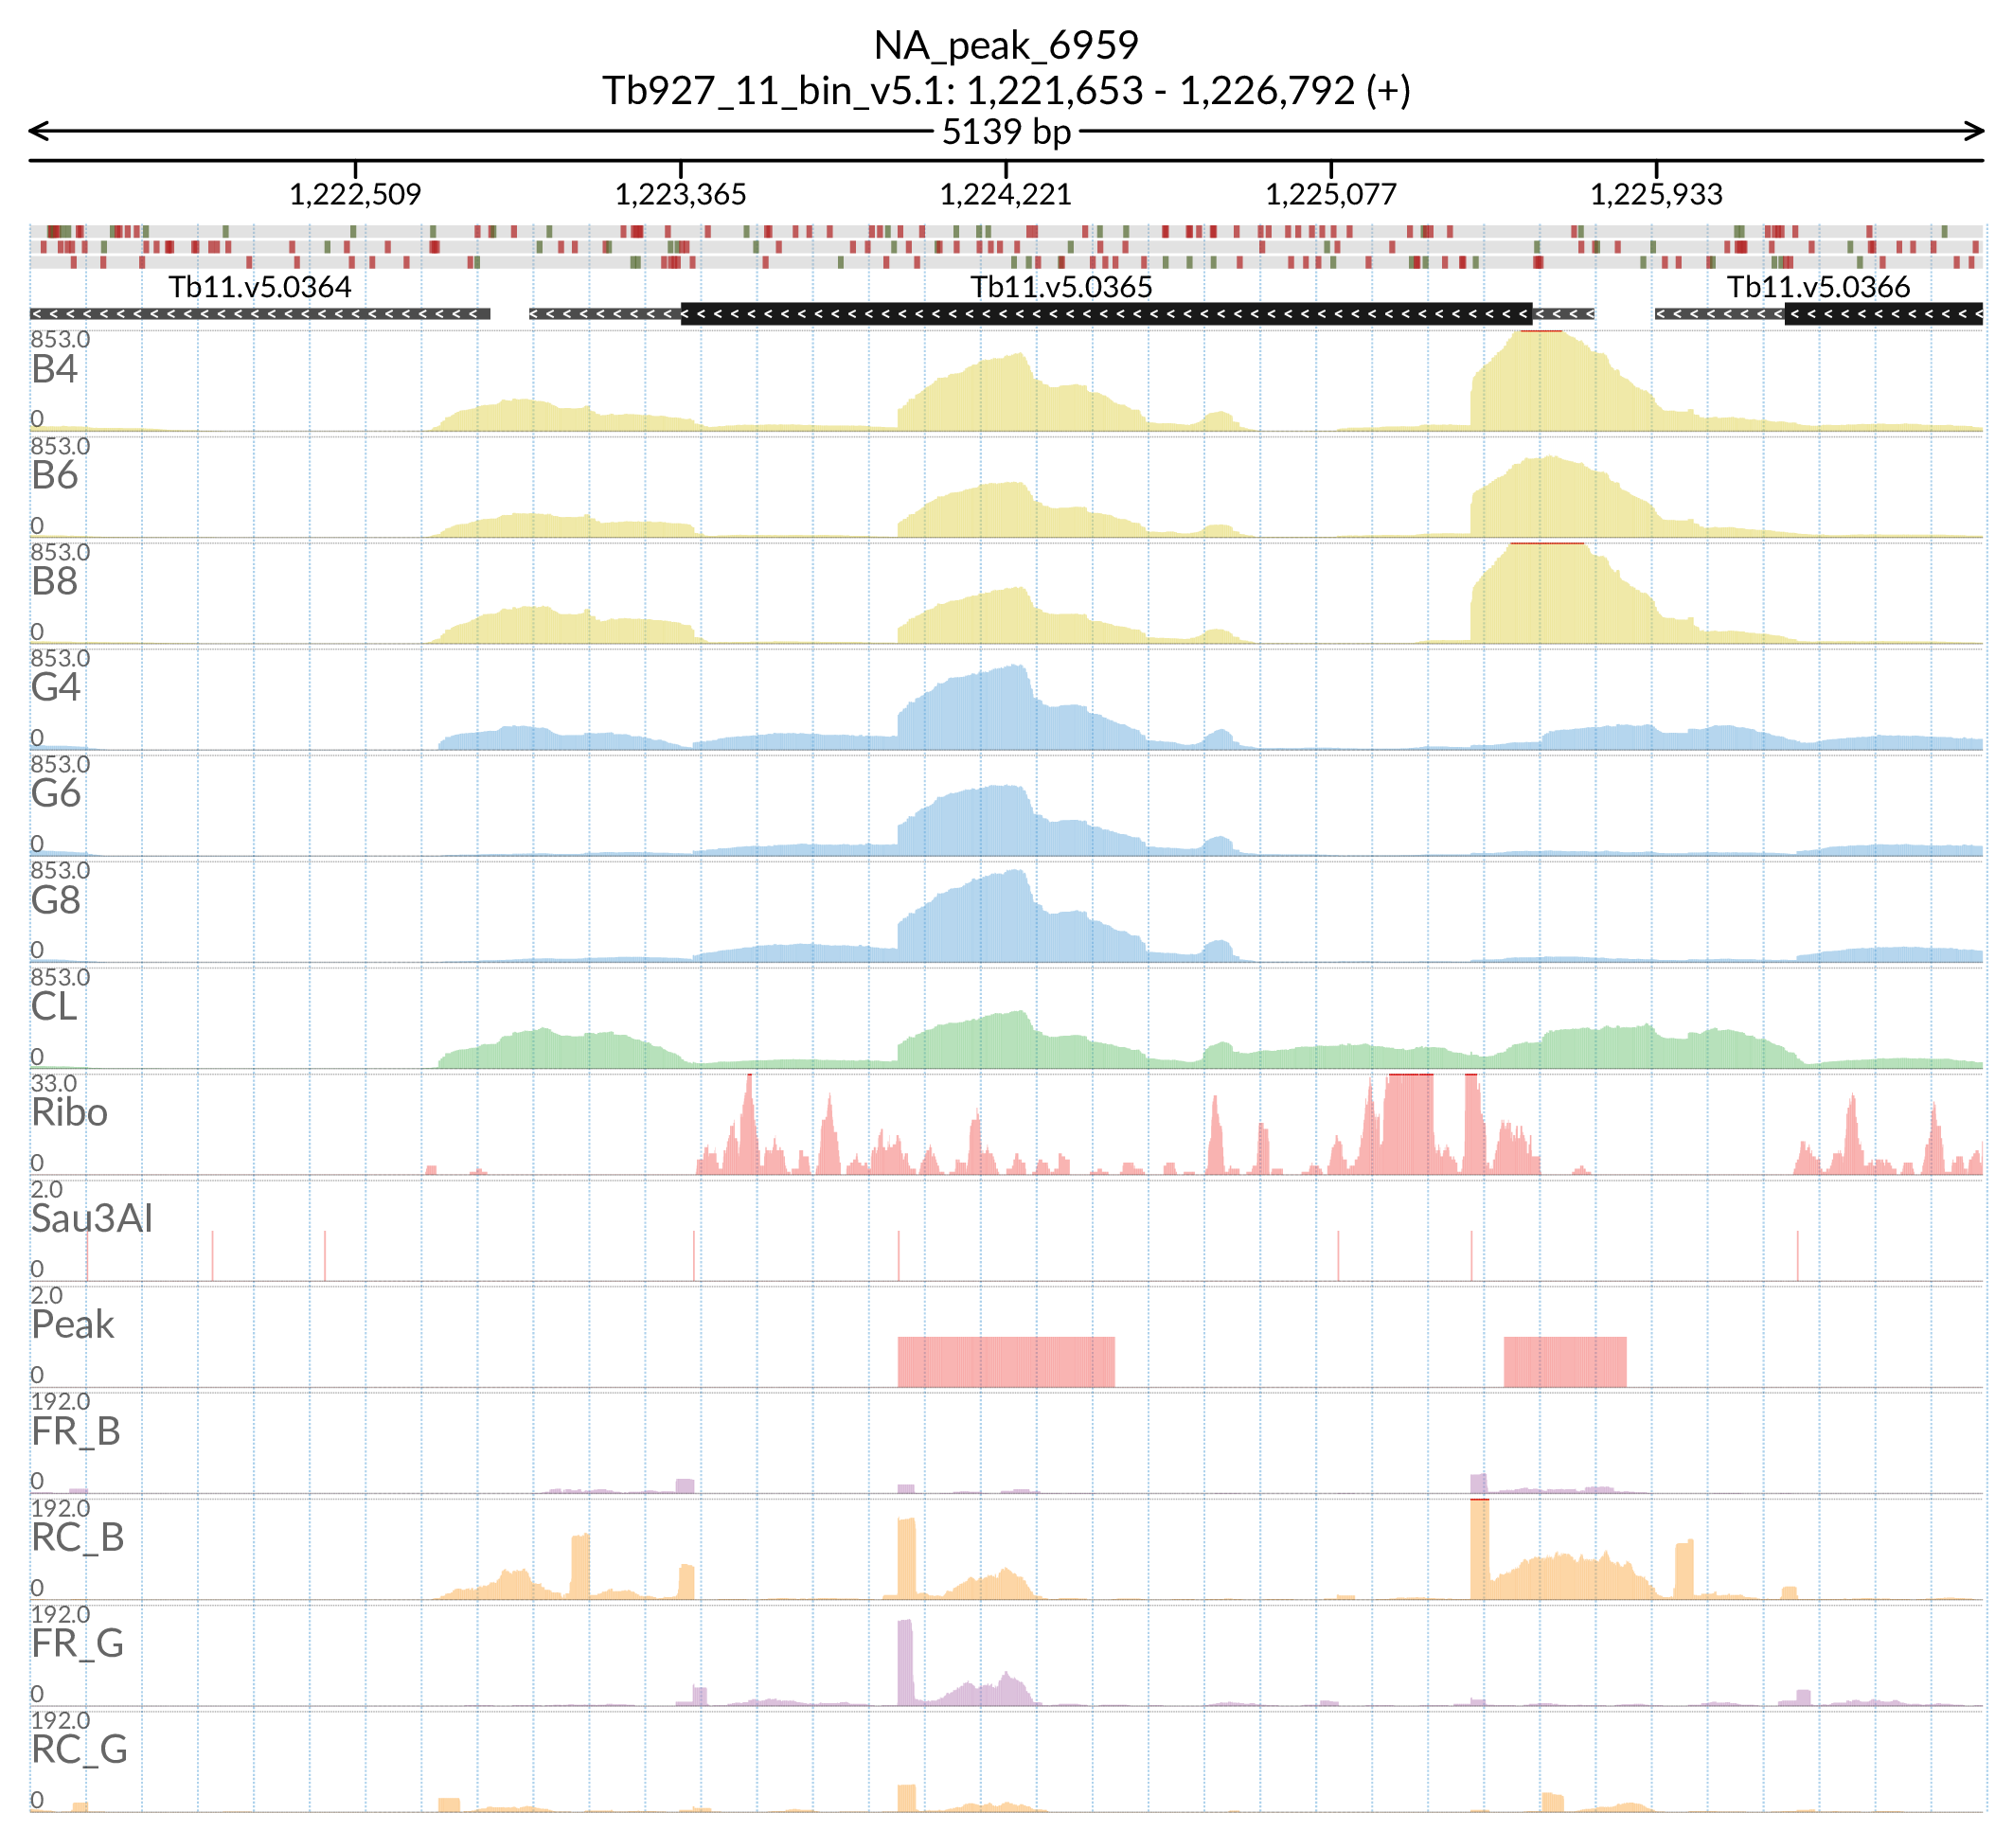 NA_peak_6959
Tb927_11_bin_v5.1: 1,221,653 - 1,226,792 (+)
5139 bp
1,222,509 1,223,365 1,224,221 1,225,077 1,225,933
Tb11.v5.0364 Tb11.v5.0365 Tb11.v5.0366
853.0
B4
0
853.0
B6
0
853.0
B8
0
853.0
G4
0
853.0
G6
0
853.0
G8
0
853.0
CL
0
33.0
Ribo
0
2.0
Sau3AI
0
2.0
Peak
0
192.0
FR_B
0
192.0
RC_B
0
192.0
FR_G
0
192.0
RC_G
0